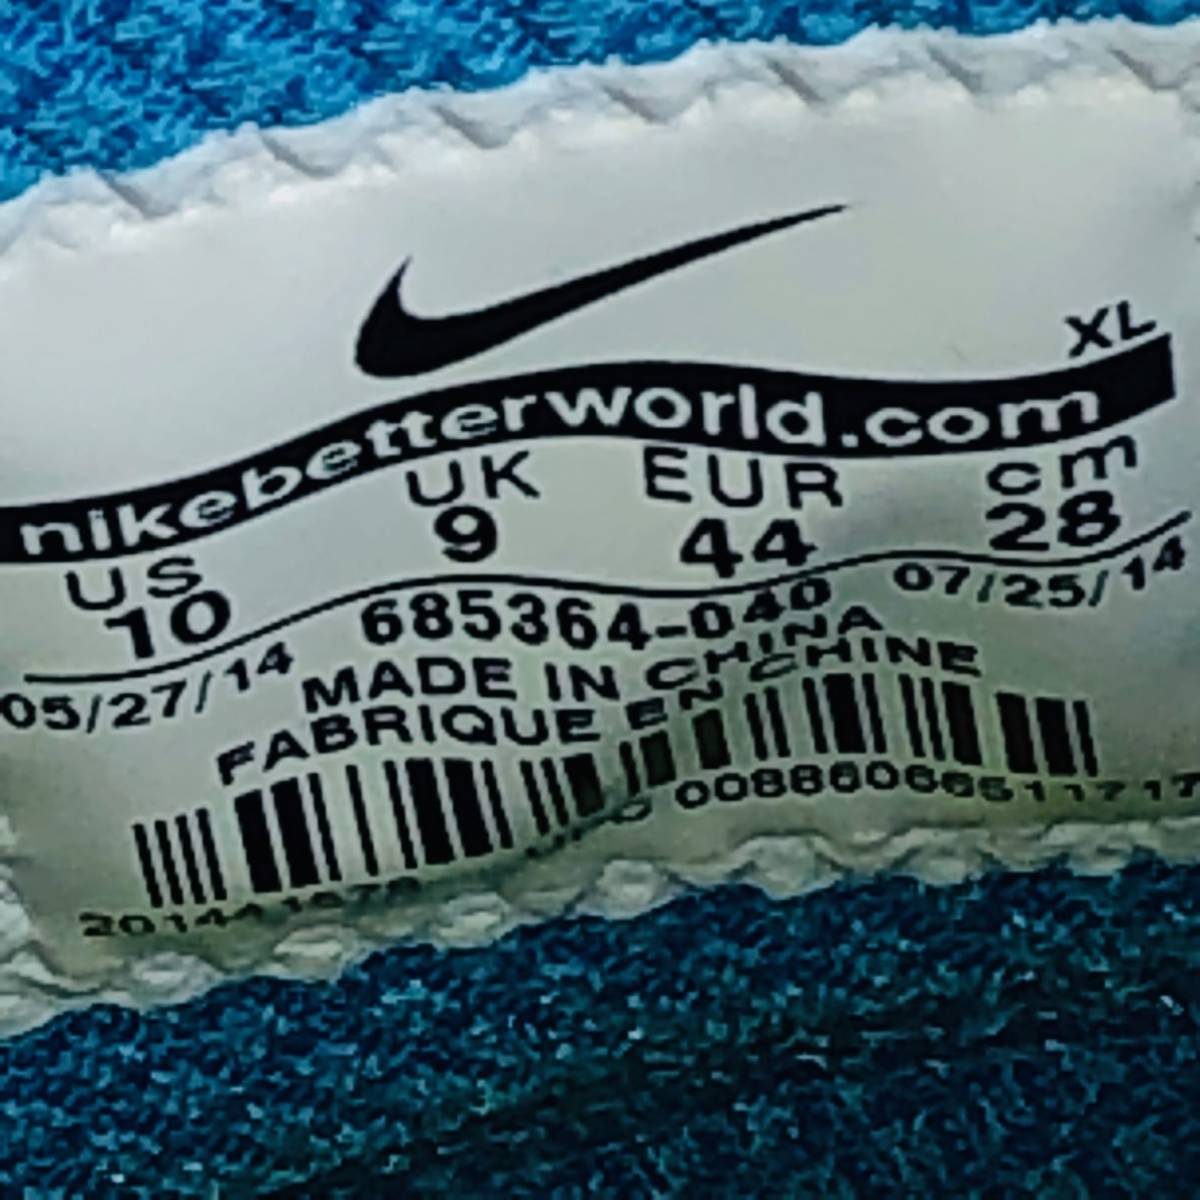 XL
nikebetterworld.com
US UK EUR cm
10 9 44 28
05/27/14 685364-040 07/25/14
MADE IN CHINA
FABRIQUE EN CHINE